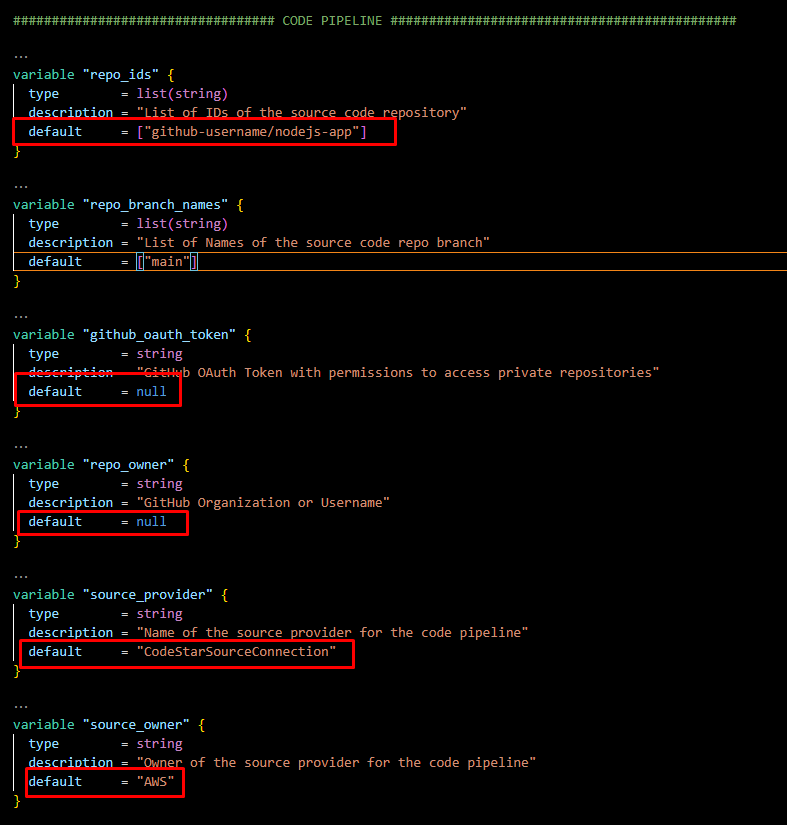 ################################## CODE PIPELINE #############################################
...
variable "repo_ids" {
type = list(string)
description = "List of IDs of the source code repository"
default = ["github-username/nodejs-app"]
}
...
variable "repo_branch_names" {
type = list(string)
description = "List of Names of the source code repo branch"
default = ["main"]
}
...
variable "github_oauth_token" {
type = string
description = "GitHub OAuth Token with permissions to access private repositories"
default = null
}
...
variable "repo_owner" {
type = string
description = "GitHub Organization or Username"
default = null
}
...
variable "source_provider" {
type = string
description = "Name of the source provider for the code pipeline"
default = "CodeStarSourceConnection"
}
...
variable "source_owner" {
type = string
description = "Owner of the source provider for the code pipeline"
default = "AWS"
}